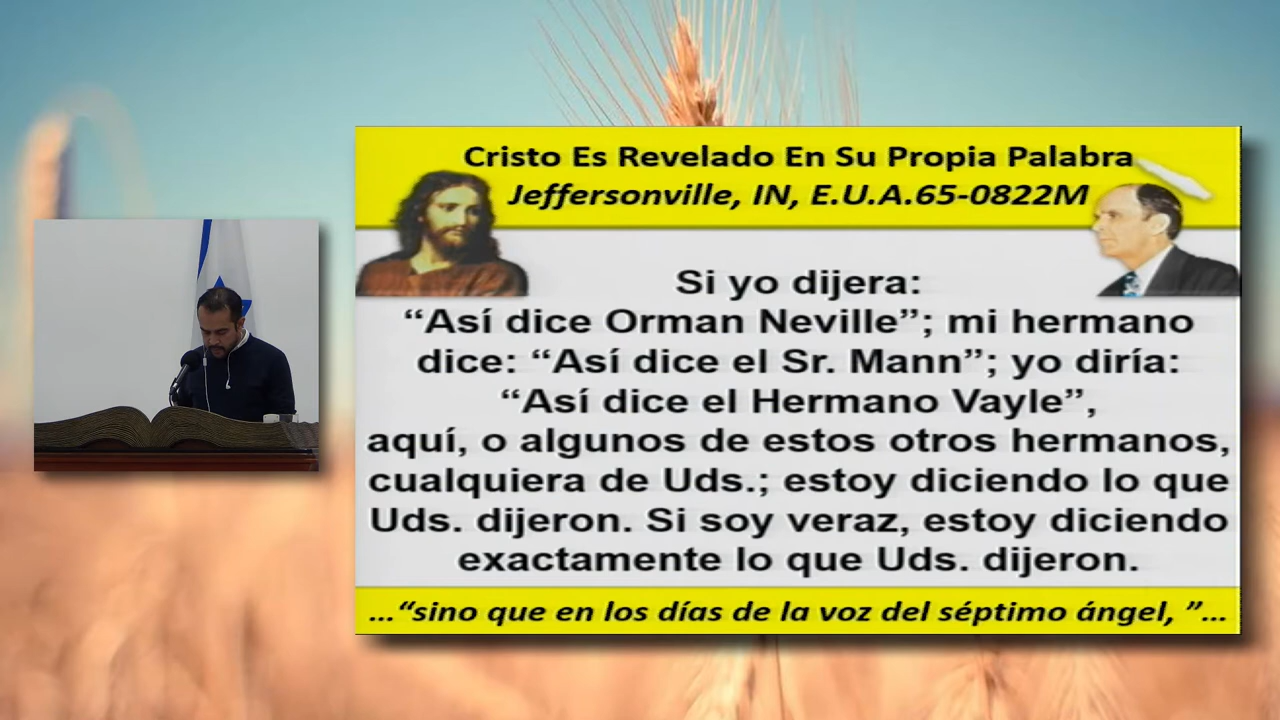 Cristo Es Revelado En Su Propia Palabra
Jeffersonville, IN, E.U.A.65-0822M
Si yo dijera:
“Así dice Orman Neville”; mi hermano
dice: “Así dice el Sr. Mann”; yo diría:
“Así dice el Hermano Vayle”,
aquí, o algunos de estos otros hermanos,
cualquiera de Uds.; estoy diciendo lo que
Uds. dijeron. Si soy veraz, estoy diciendo
exactamente lo que Uds. dijeron.
...“sino que en los días de la voz del séptimo ángel, ”...